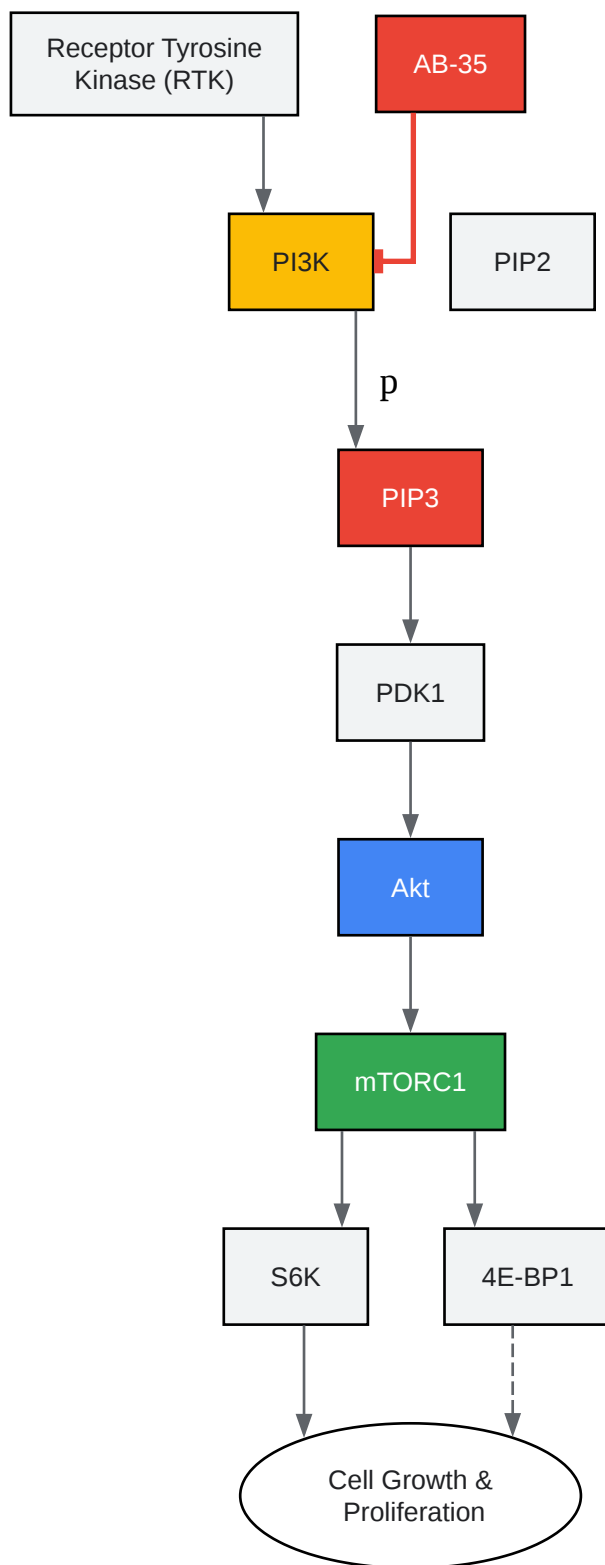 Receptor Tyrosine
Kinase (RTK)
AB-35
PI3K
PIP2
p
PIP3
PDK1
Akt
mTORC1
S6K
4E-BP1
Cell Growth &
Proliferation